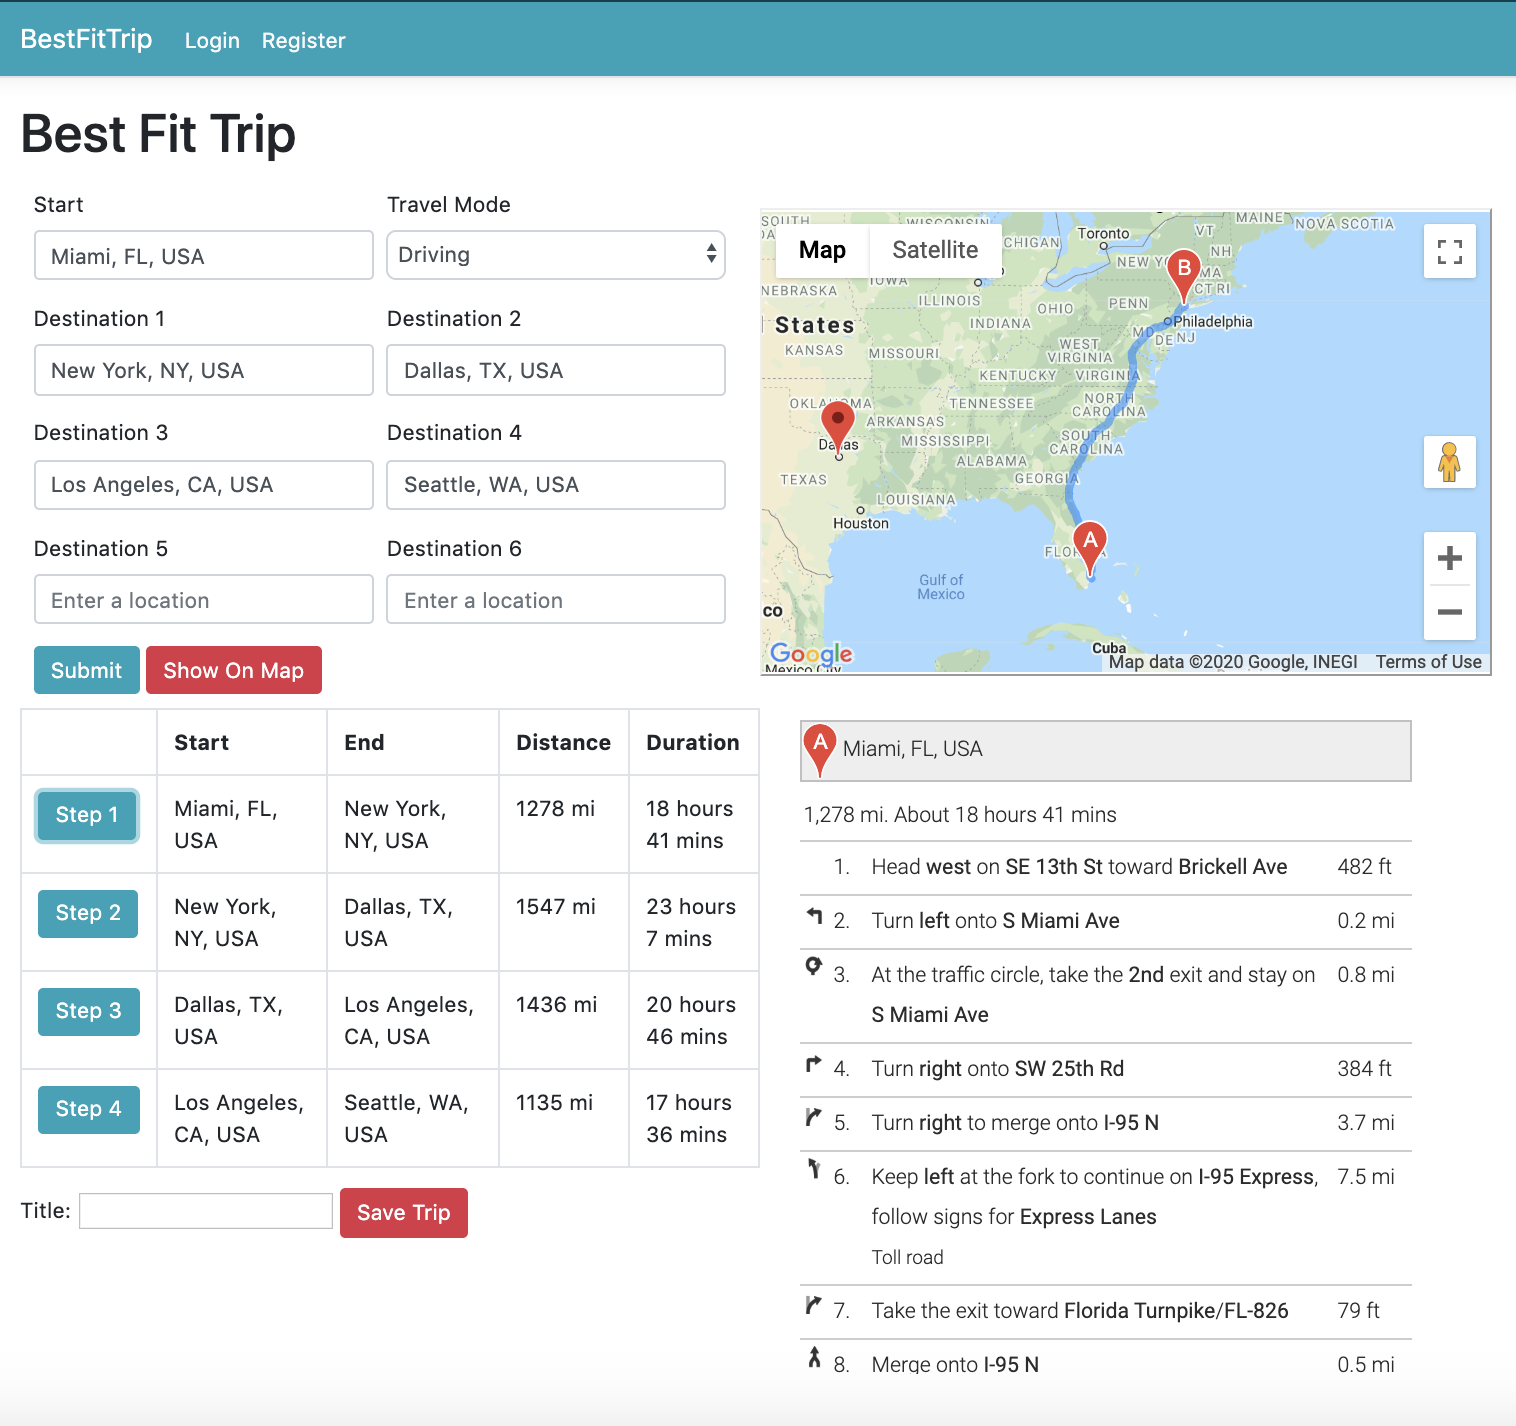 BestFitTrip Login Register
Best Fit Trip
Start Travel Mode
Miami, FL, USA Driving
Destination 1 Destination 2
New York, NY, USA Dallas, TX, USA
Destination 3 Destination 4
Los Angeles, CA, USA Seattle, WA, USA
Destination 5 Destination 6
Enter a location Enter a location
Submit Show On Map
Map Satellite
SOUTH WISCONSIN
MAINE NOVA SCOTIA
Toronto VT
NH
NEW
MA
CT RI
B
IOWA
NEBRASKA
ILLINOIS
INDIANA
OHIO
PENN
Philadelphia
MD
DE NJ
States
KANSAS
MISSOURI
WEST
VIRGINIA
KENTUCKY VIRGINIA
OKLAHOMA
TENNESSEE
NORTH
CAROLINA
ARKANSAS
Dallas
MISSISSIPPI
SOUTH
CAROLINA
ALABAMA
TEXAS
GEORGIA
LOUISIANA
Houston
A
Gulf of
Mexico
Cuba
Google
Mexico City
Map data ©2020 Google, INEGI Terms of Use
Start End Distance Duration
Step 1 Miami, FL, New York, 1278 mi 18 hours
USA NY, USA 41 mins
Step 2 New York, Dallas, TX, 1547 mi 23 hours
NY, USA USA 7 mins
Step 3 Dallas, TX, Los Angeles, 1436 mi 20 hours
USA CA, USA 46 mins
Step 4 Los Angeles, Seattle, WA, 1135 mi 17 hours
CA, USA USA 36 mins
Title: Save Trip
A Miami, FL, USA
1,278 mi. About 18 hours 41 mins
1. Head west on SE 13th St toward Brickell Ave 482 ft
2. Turn left onto S Miami Ave 0.2 mi
3. At the traffic circle, take the 2nd exit and stay on 0.8 mi
S Miami Ave
4. Turn right onto SW 25th Rd 384 ft
5. Turn right to merge onto I-95 N 3.7 mi
6. Keep left at the fork to continue on I-95 Express, 7.5 mi
follow signs for Express Lanes
Toll road
7. Take the exit toward Florida Turnpike/FL-826 79 ft
8. Merge onto I-95 N 0.5 mi